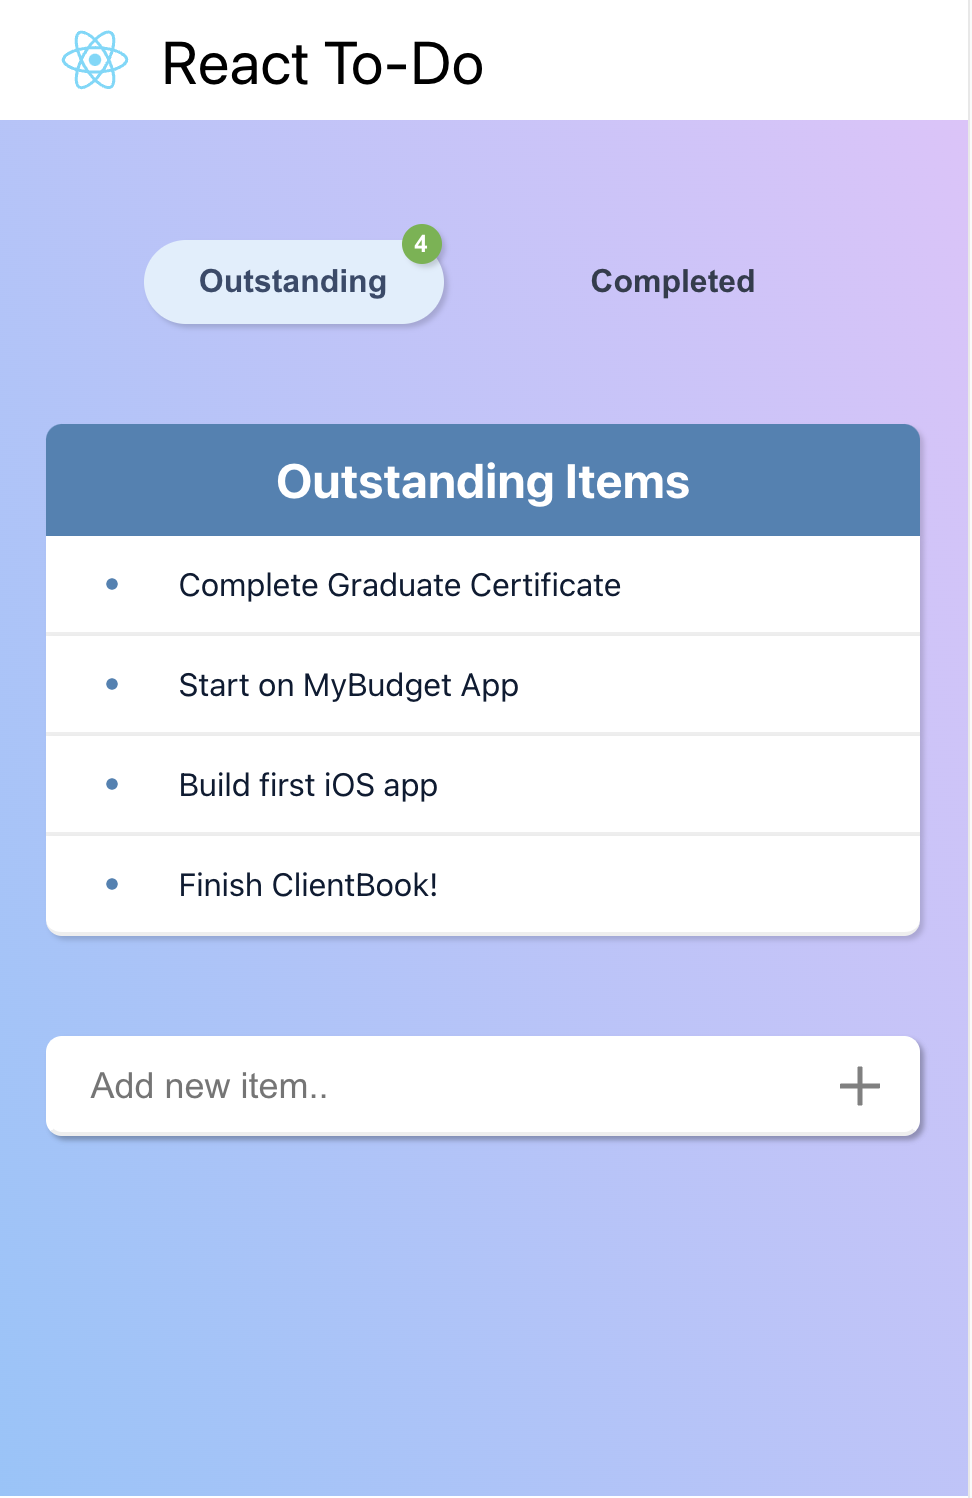 React To-Do
4
Outstanding
Completed
Outstanding Items
Complete Graduate Certificate
Start on MyBudget App
Build first iOS app
Finish ClientBook!
Add new item..